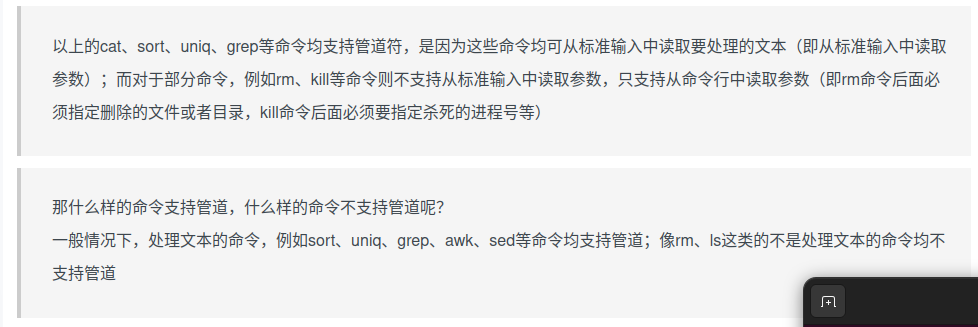 以上的cat、sort、uniq、grep等命令均支持管道符，是因为这些命令均可从标准输入中读取要处理的文本（即从标准输入中读取
参数）；而对于部分命令，例如rm、kill等命令则不支持从标准输入中读取参数，只支持从命令行中读取参数（即rm命令后面必
须指定删除的文件或者目录，kill命令后面必须要指定杀死的进程号等）
那什么样的命令支持管道，什么样的命令不支持管道呢？
一般情况下，处理文本的命令，例如sort、uniq、grep、awk、sed等命令均支持管道；像rm、ls这类的不是处理文本的命令均不
支持管道